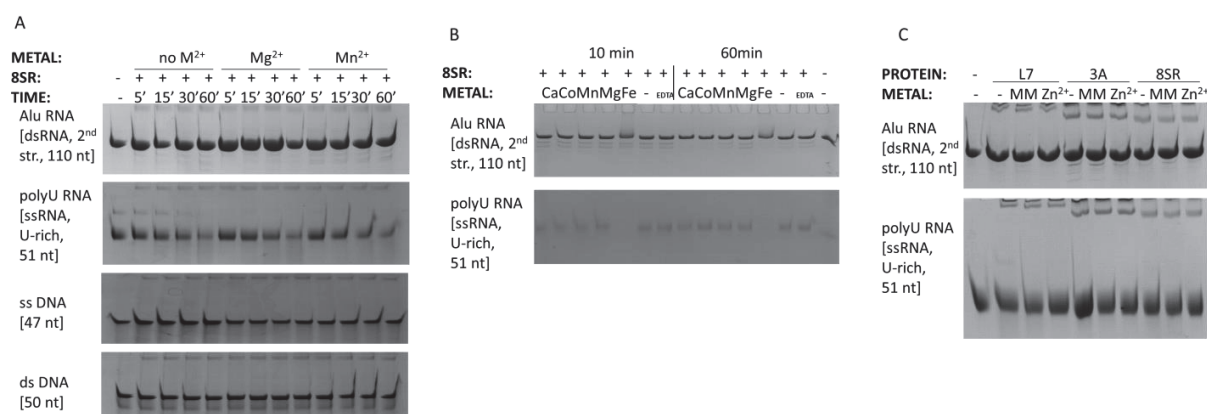 A
METAL: no M2+ Mg2+ Mn2+
8SR: - + + + + + + + + + + + +
TIME: - 5’ 15’ 30’ 60’ 5’ 15’ 30’ 60’ 5’ 15’ 30’ 60’
Alu RNA
[dsRNA, 2nd
str., 110 nt]
polyU RNA
[ssRNA,
U-rich,
51 nt]
ss DNA
[47 nt]
ds DNA
[50 nt]
B
10 min 60min
8SR: + + + + + + + + + + + + + + -
METAL: Ca Co Mn Mg Fe - EDTA Ca Co Mn Mg Fe - EDTA -
Alu RNA
[dsRNA, 2nd
str., 110 nt]
polyU RNA
[ssRNA,
U-rich,
51 nt]
C
PROTEIN: - L7 3A 8SR
METAL: - - MM Zn2+ - MM Zn2+ - MM Zn2+
Alu RNA
[dsRNA, 2nd
str., 110 nt]
polyU RNA
[ssRNA,
U-rich,
51 nt]